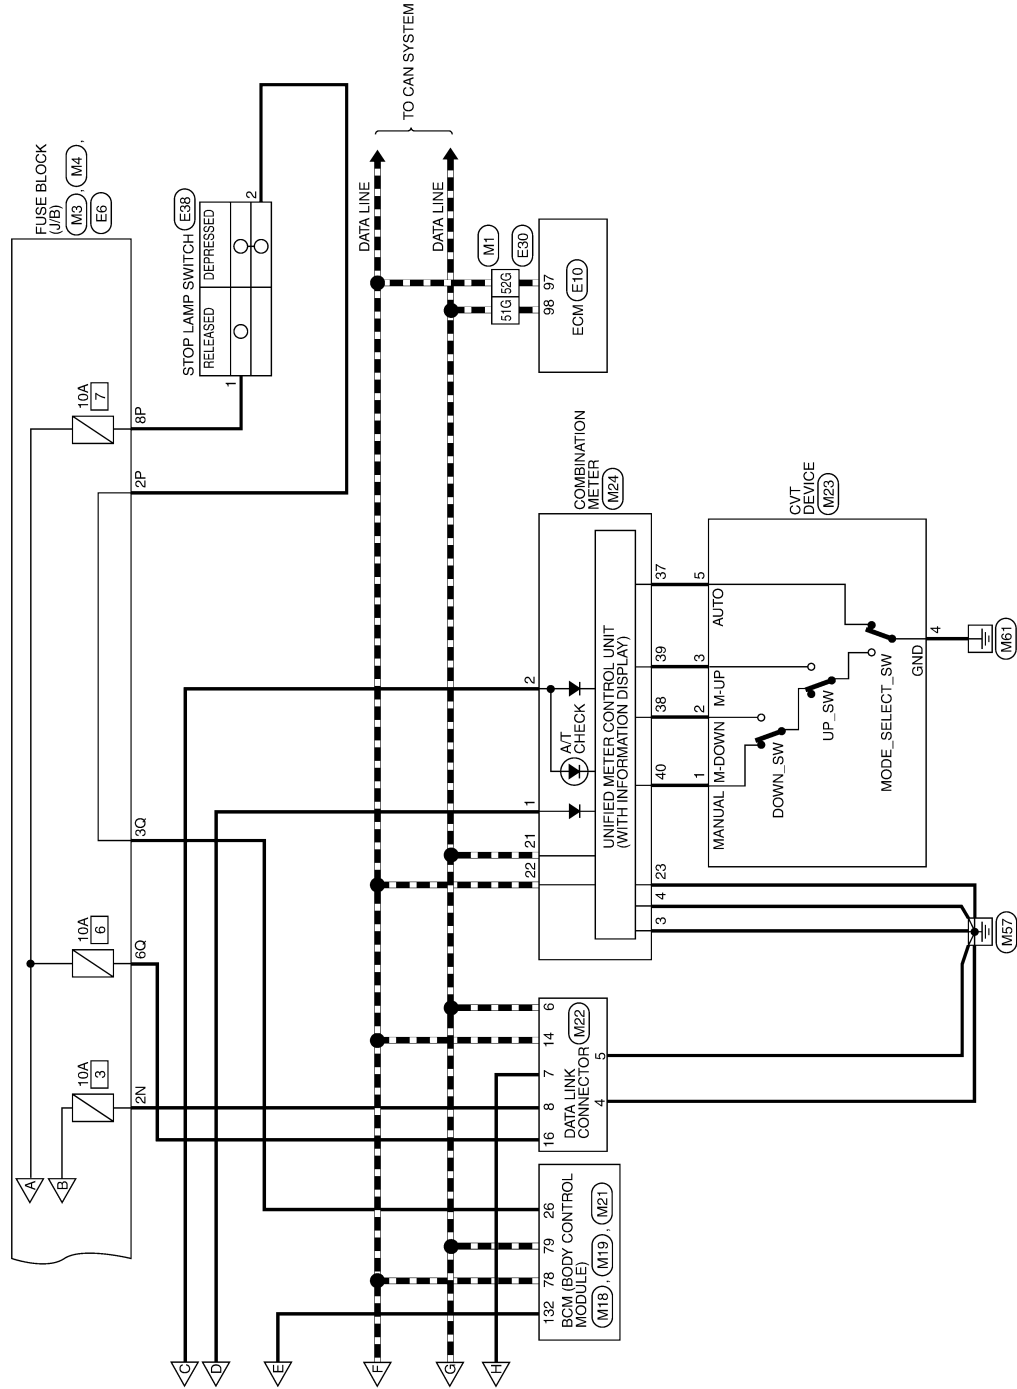 FUSE BLOCK
(J/B)
M3 , M4 ,
E6
A
B
10A
3
2N
10A
6
6Q
3Q
2P
10A
7
8P
STOP LAMP SWITCH E38
RELEASED DEPRESSED
1
2
TO CAN SYSTEM
DATA LINE
DATA LINE
C
D
E
F
G
H
132 78 79 26
BCM (BODY CONTROL
MODULE)
M18 , M19 , M21
16 8 7 14 6
DATA LINK
CONNECTOR M22
4 5
22 21 1 2
A/T
CHECK
COMBINATION
METER
M24
UNIFIED METER CONTROL UNIT
(WITH INFORMATION DISPLAY)
3 4 23 40 38 39 37
51G 52G
M1
E30
98 97
ECM E10
1 2 3 5
MANUAL M-DOWN M-UP AUTO
CVT
DEVICE
M23
DOWN_SW
UP_SW
MODE_SELECT_SW
GND
4
M57
M61